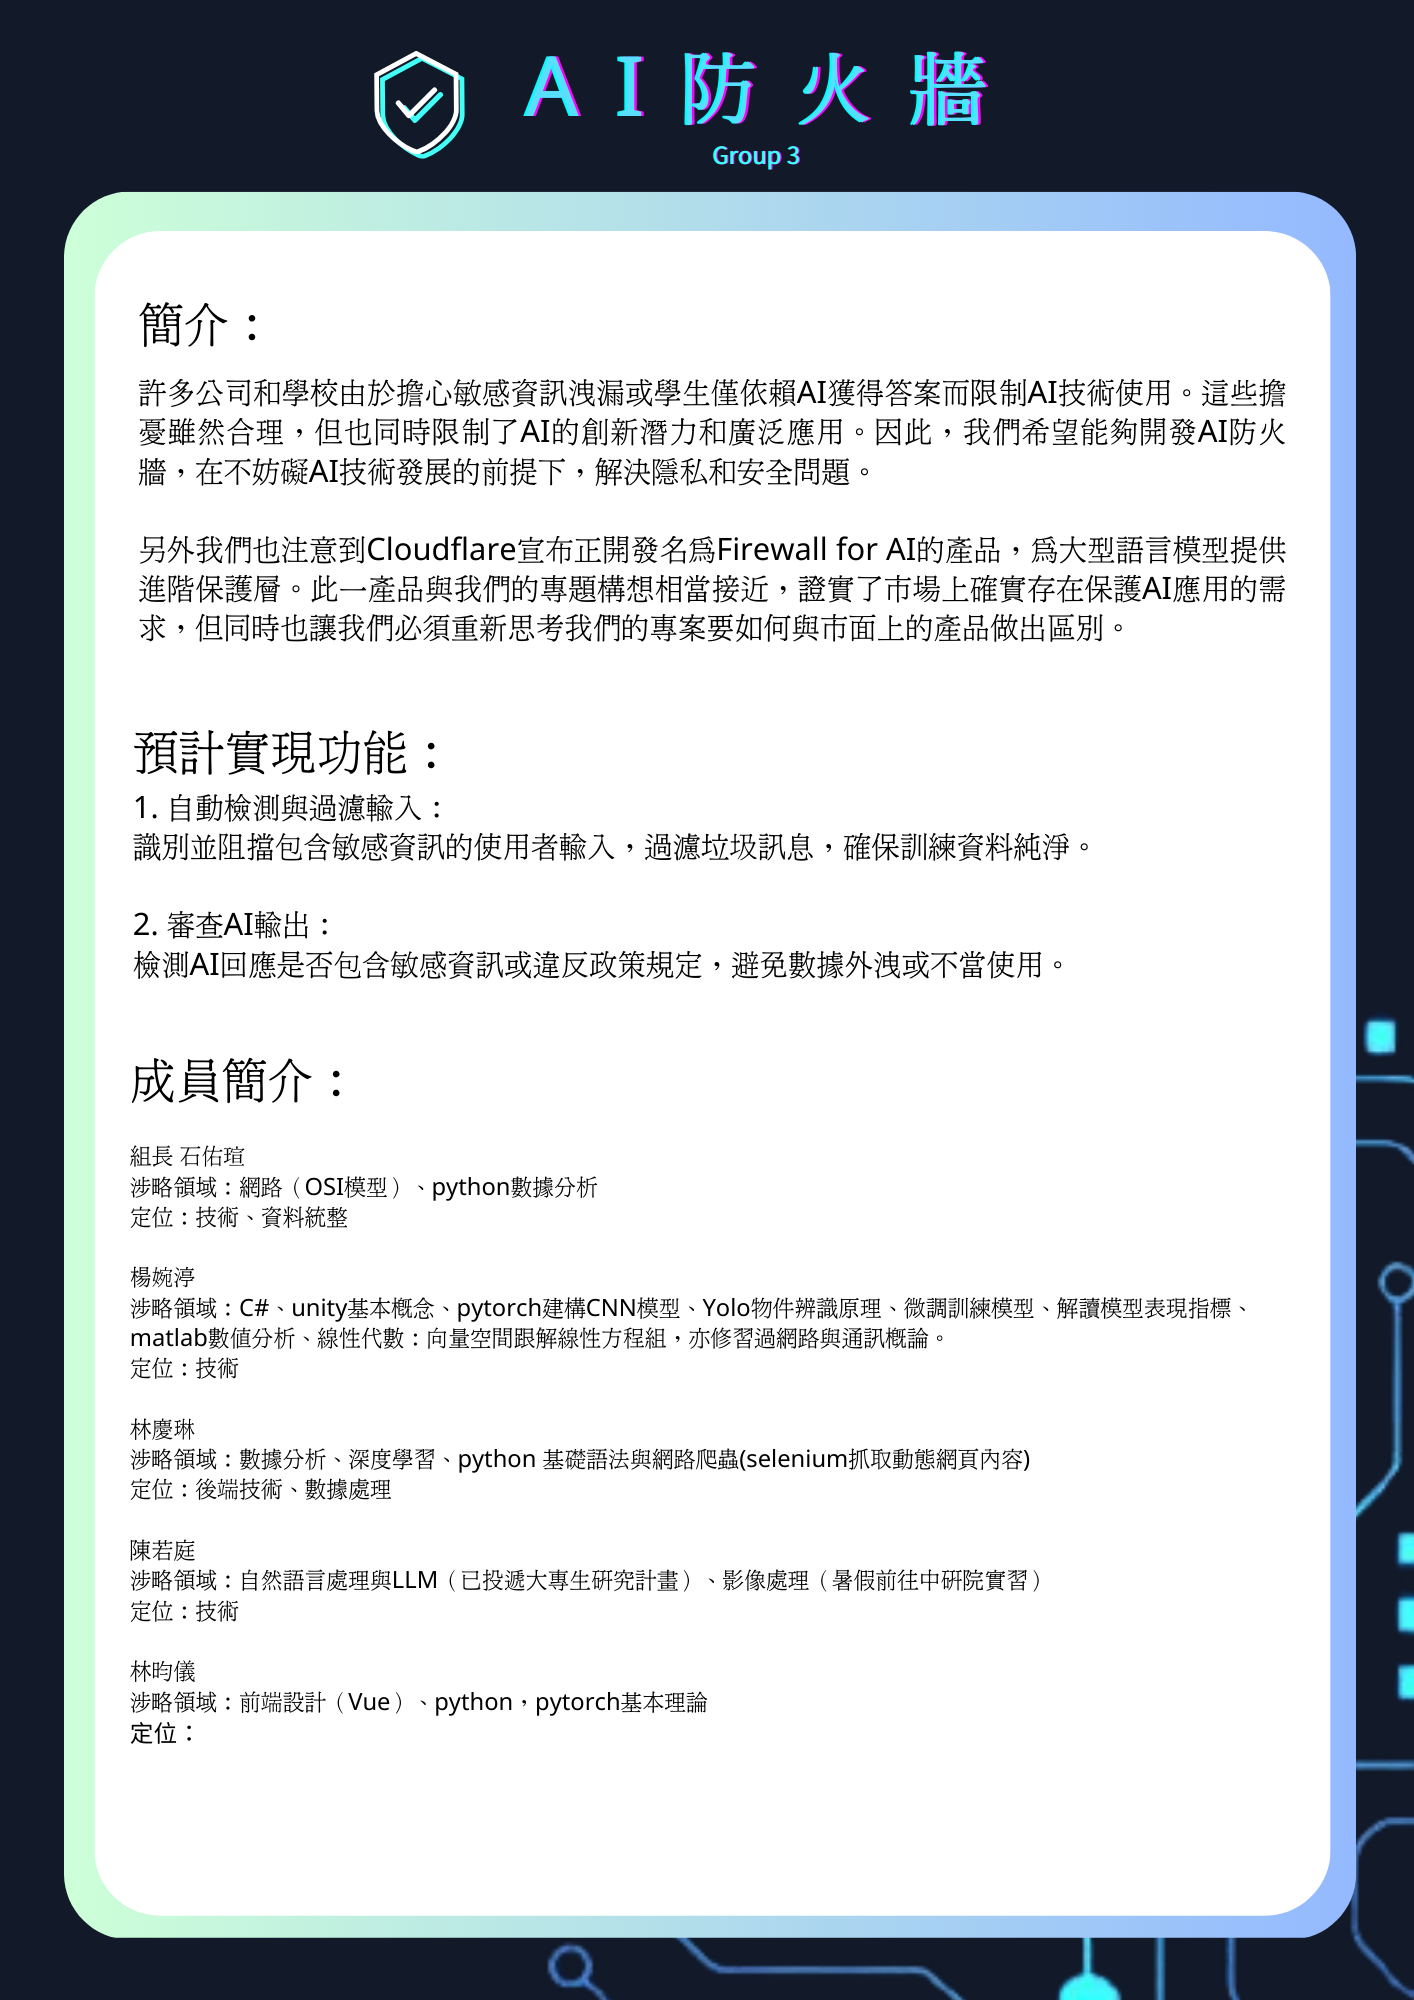 AI防火牆
Group 3
簡介：
許多公司和學校由於擔心敏感資訊洩漏或學生僅依賴AI獲得答案而限制AI技術使用。這些擔
憂雖然合理，但也同時限制了AI的創新潛力和廣泛應用。因此，我們希望能夠開發AI防火
牆，在不妨礙AI技術發展的前提下，解決隱私和安全問題。
另外我們也注意到Cloudflare宣布正開發名為Firewall for AI的產品，為大型語言模型提供
進階保護層。此一產品與我們的專題構想相當接近，證實了市場上確實存在保護AI應用的需
求，但同時也讓我們必須重新思考我們的專案要如何與市面上的產品做出區別。
預計實現功能：
1. 自動檢測與過濾輸入：
識別並阻擋包含敏感資訊的使用者輸入，過濾垃圾訊息，確保訓練資料純淨。
2. 審查AI輸出：
檢測AI回應是否包含敏感資訊或違反政策規定，避免數據外洩或不當使用。
成員簡介：
組長 石佑瑄
涉略領域：網路（OSI模型）、python數據分析
定位：技術、資料統整
楊婉渟
涉略領域：C#、unity基本概念、pytorch建構CNN模型、Yolo物件辨識原理、微調訓練模型、解讀模型表現指標、
matlab數值分析、線性代數：向量空間跟解線性方程組，亦修習過網路與通訊概論。
定位：技術
林慶琳
涉略領域：數據分析、深度學習、python 基礎語法與網路爬蟲(selenium抓取動態網頁內容)
定位：後端技術、數據處理
陳若庭
涉略領域：自然語言處理與LLM（已投遞大專生研究計畫）、影像處理（暑假前往中研院實習）
定位：技術
林昀儀
涉略領域：前端設計（Vue）、python，pytorch基本理論
定位：